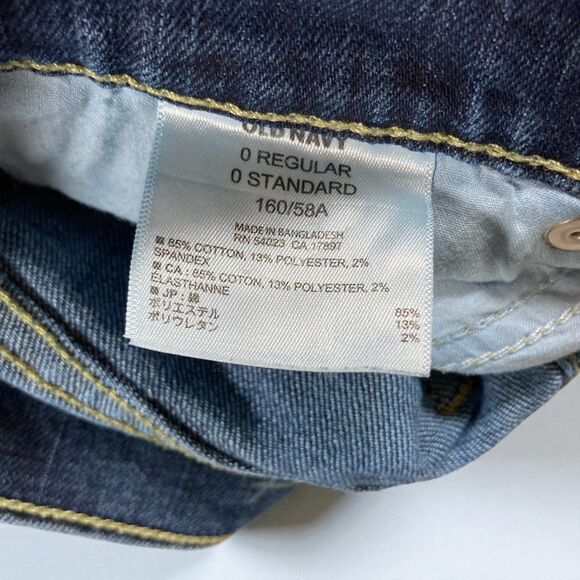 OLD NAVY
0 REGULAR
0 STANDARD
160/58A
MADE IN BANGLADESH
RN 54023 CA 17897
85% COTTON, 13% POLYESTER, 2%
SPANDEX
CA : 85% COTON, 13% POLYESTER, 2%
ELASTHANNE
JP : 綿 85%
ポリエステル 13%
ポリウレタン 2%